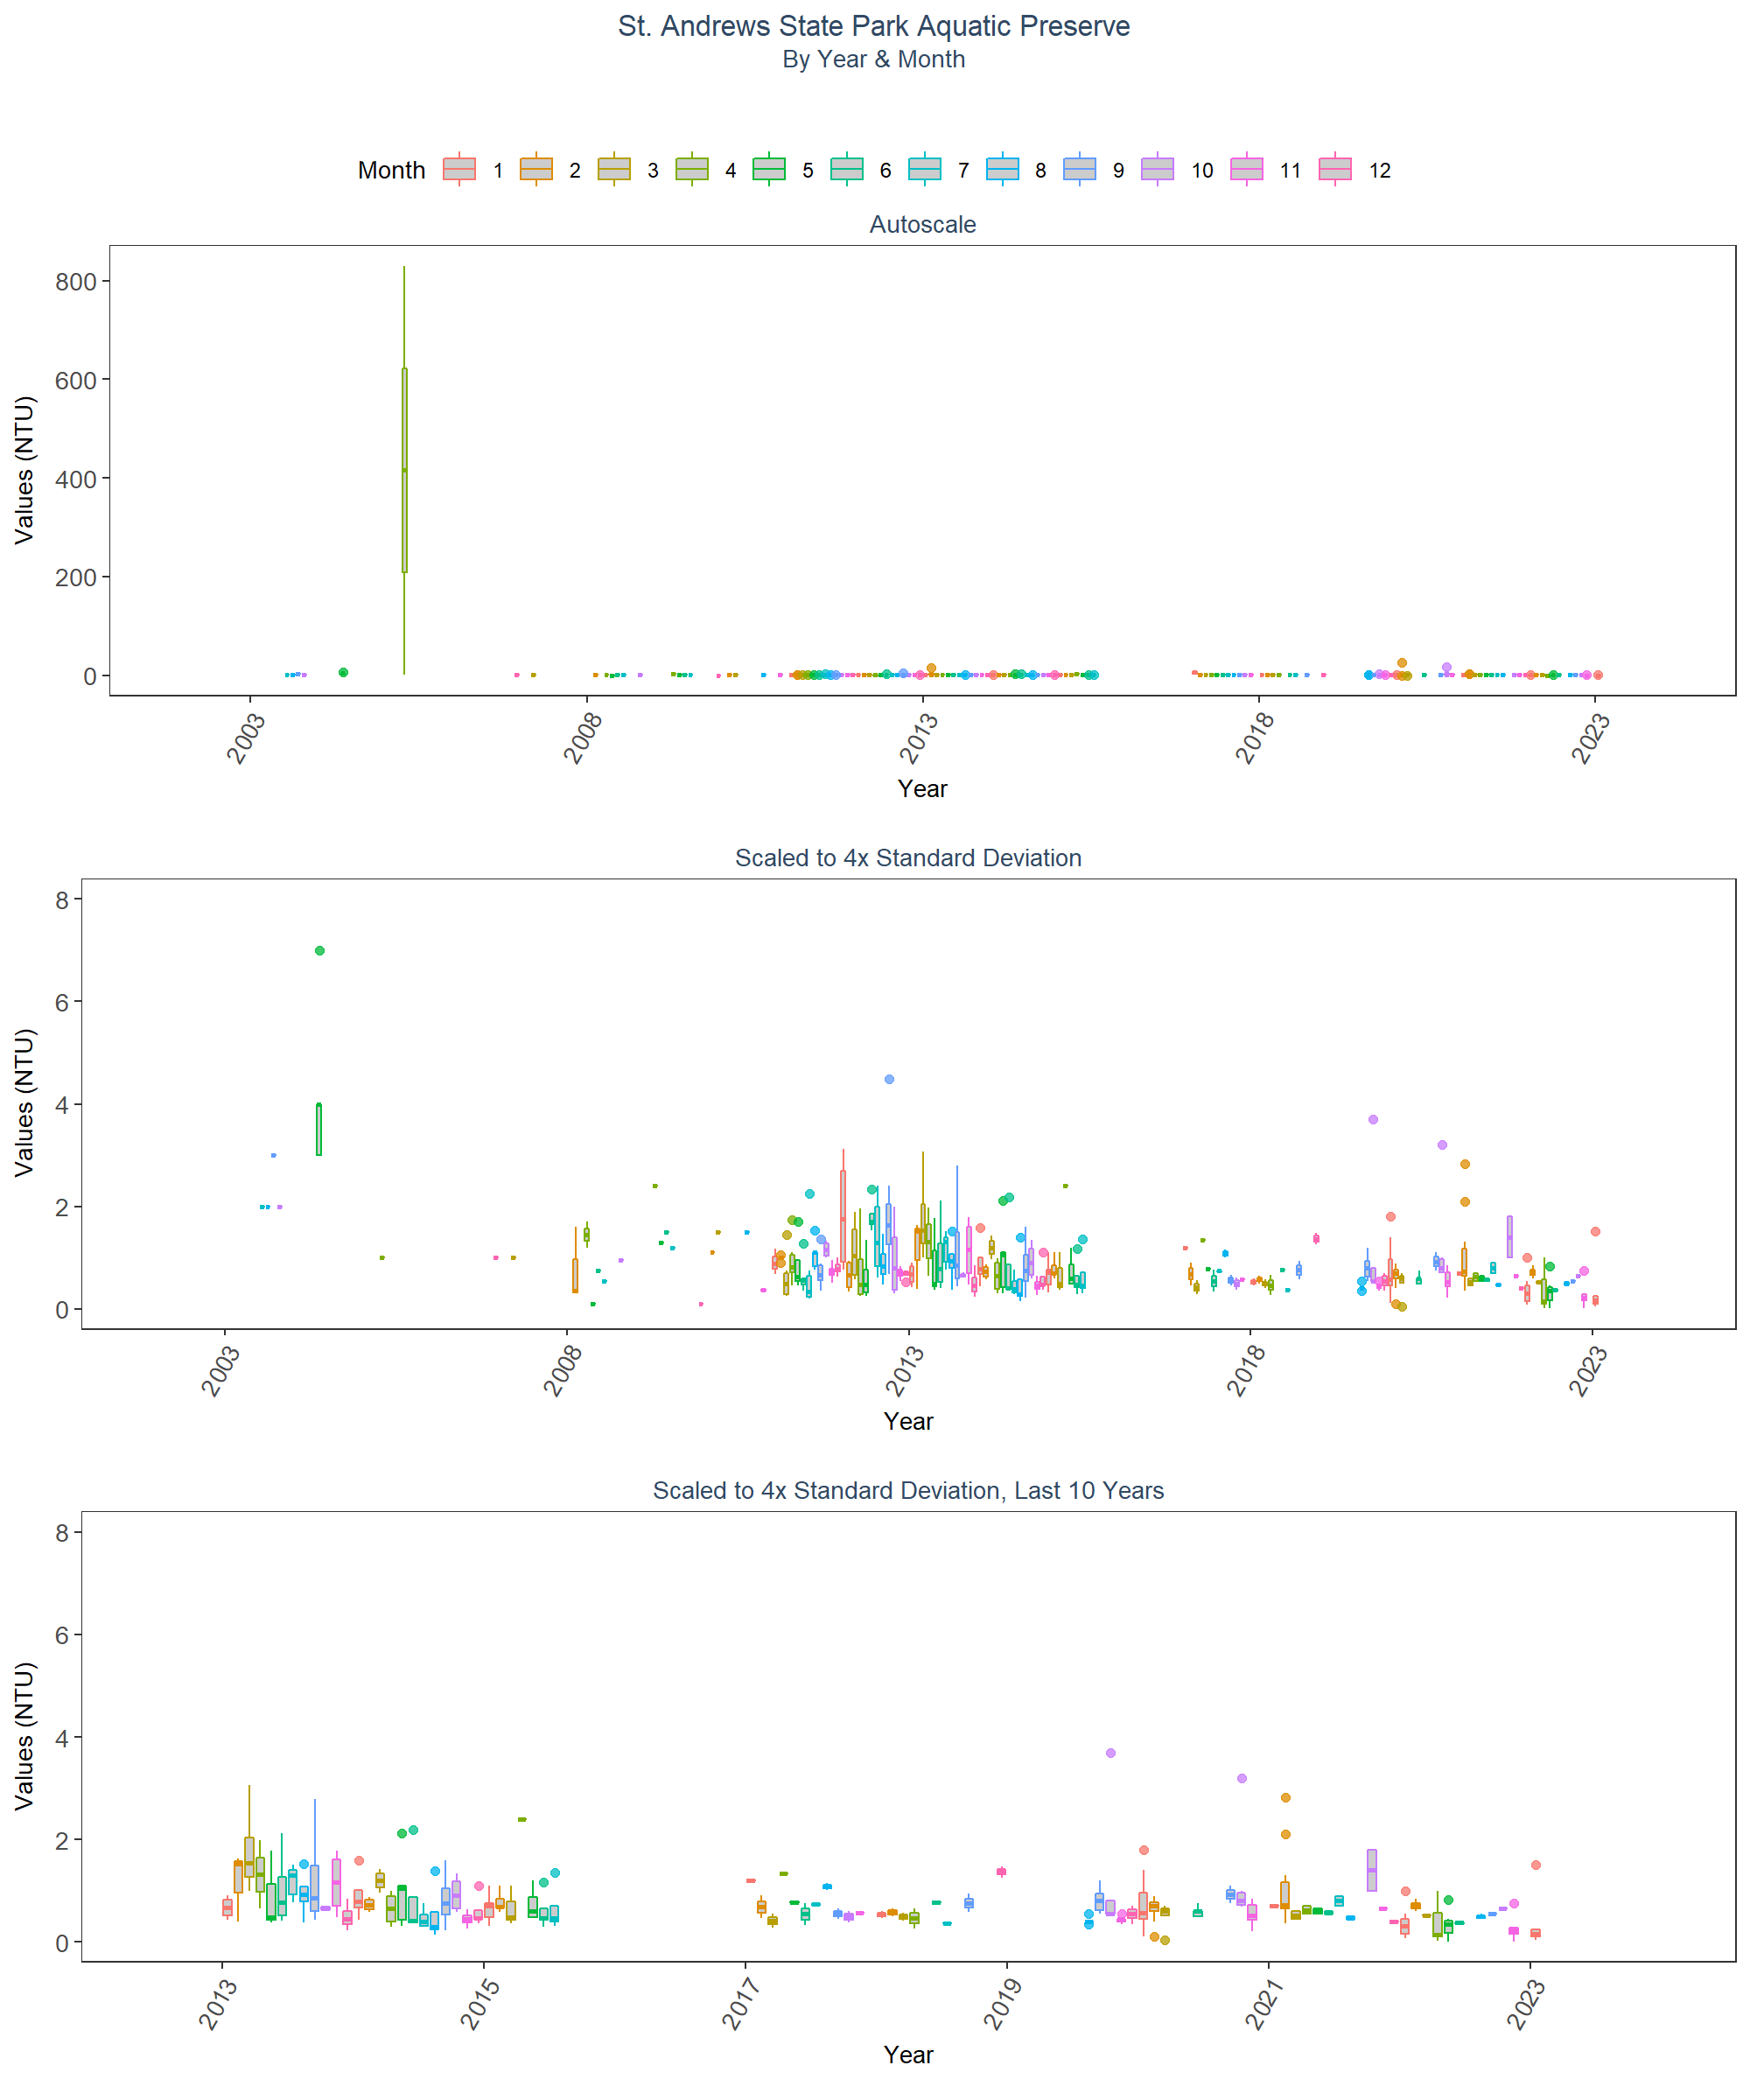 St. Andrews State Park Aquatic Preserve
By Year & Month
Month 1 2 3 4 5 6 7 8 9 10 11 12
Autoscale
Values (NTU)
800
600
400
200
0
2003 2008 2013 2018 2023
Year
Scaled to 4x Standard Deviation
Values (NTU)
8
6
4
2
0
2003 2008 2013 2018 2023
Year
Scaled to 4x Standard Deviation, Last 10 Years
Values (NTU)
8
6
4
2
0
2013 2015 2017 2019 2021 2023
Year